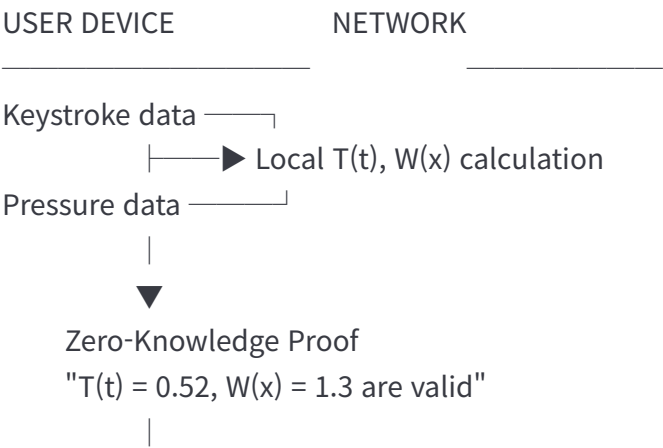 USER DEVICE NETWORK
Keystroke data
Local T(t), W(x) calculation
Pressure data
Zero-Knowledge Proof
"T(t) = 0.52, W(x) = 1.3 are valid"